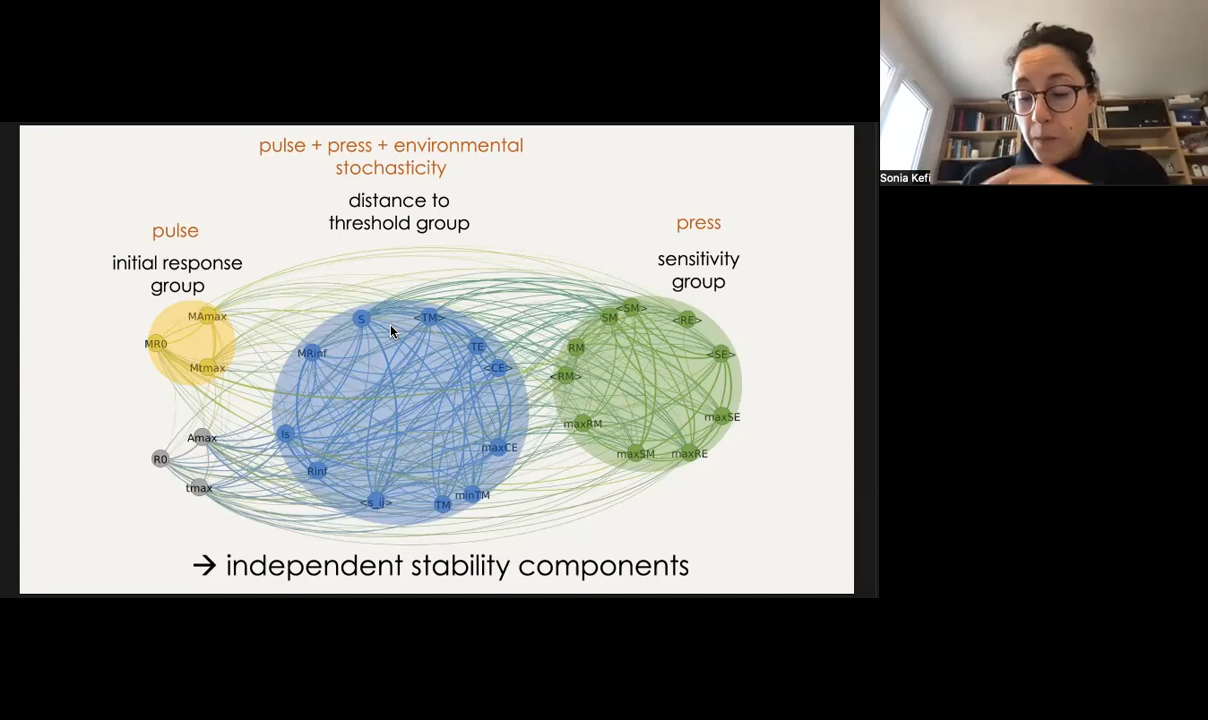 pulse + press + environmental
stochasticity
distance to
threshold group
pulse
initial response
group
press
sensitivity
group
MAmax
MR0
Mtmax
Amax
R0
tmax
S
<TM>
MRinf
TE
<CE>
Is
Rinf
maxCE
<s_ij>
TM
minTM
<SM>
SM
<RE>
RM
<SE>
<RM>
maxRM
maxSE
maxSM
maxRE
→ independent stability components
Sonia Kefi